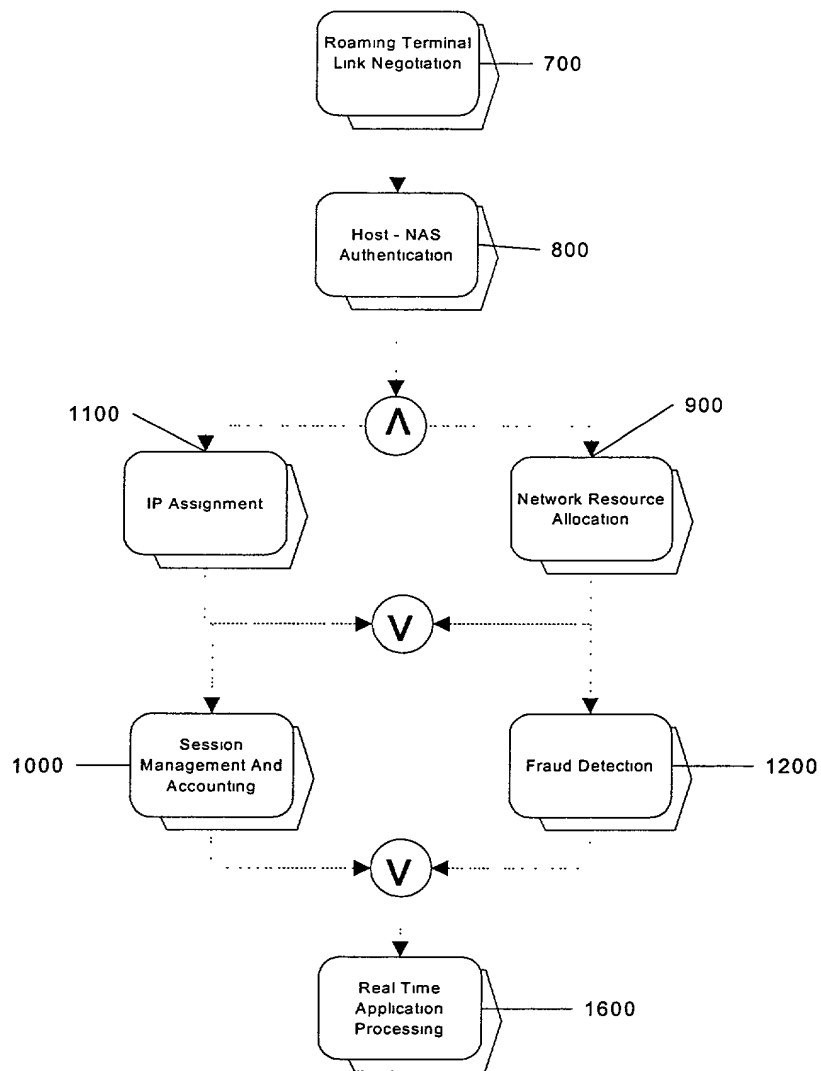 Roaming Terminal
Link Negotiation
700
Host - NAS
Authentication
800
Λ
1100
900
IP Assignment
Network Resource
Allocation
V
Session
Management And
Accounting
1000
Fraud Detection
1200
V
Real Time
Application
Processing
1600